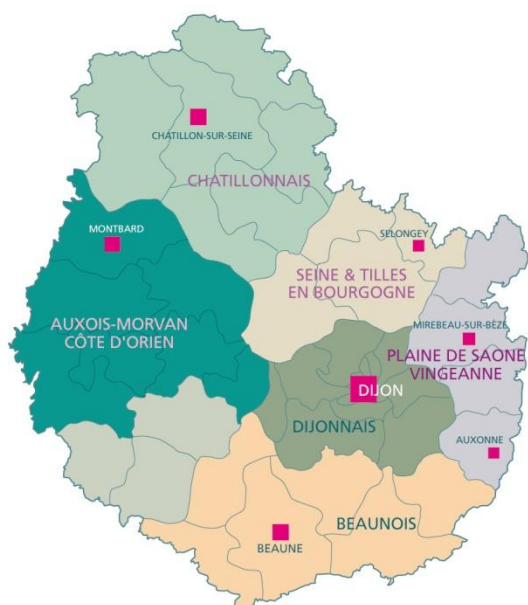 CHATILLON-SUR-SEINE
CHATILLONNAIS
MONTBARD
SELONGEY
SEINE & TILLES
EN BOURGOGNE
AUXOIS-MORVAN
CÔTE D'ORIEN
MIREBEAU-SUR-BÈZE
PLAINE DE SAONE
VINGEANNE
DIJON
DIJONNAIS
AUXONNE
BEAUNOIS
BEAUNE